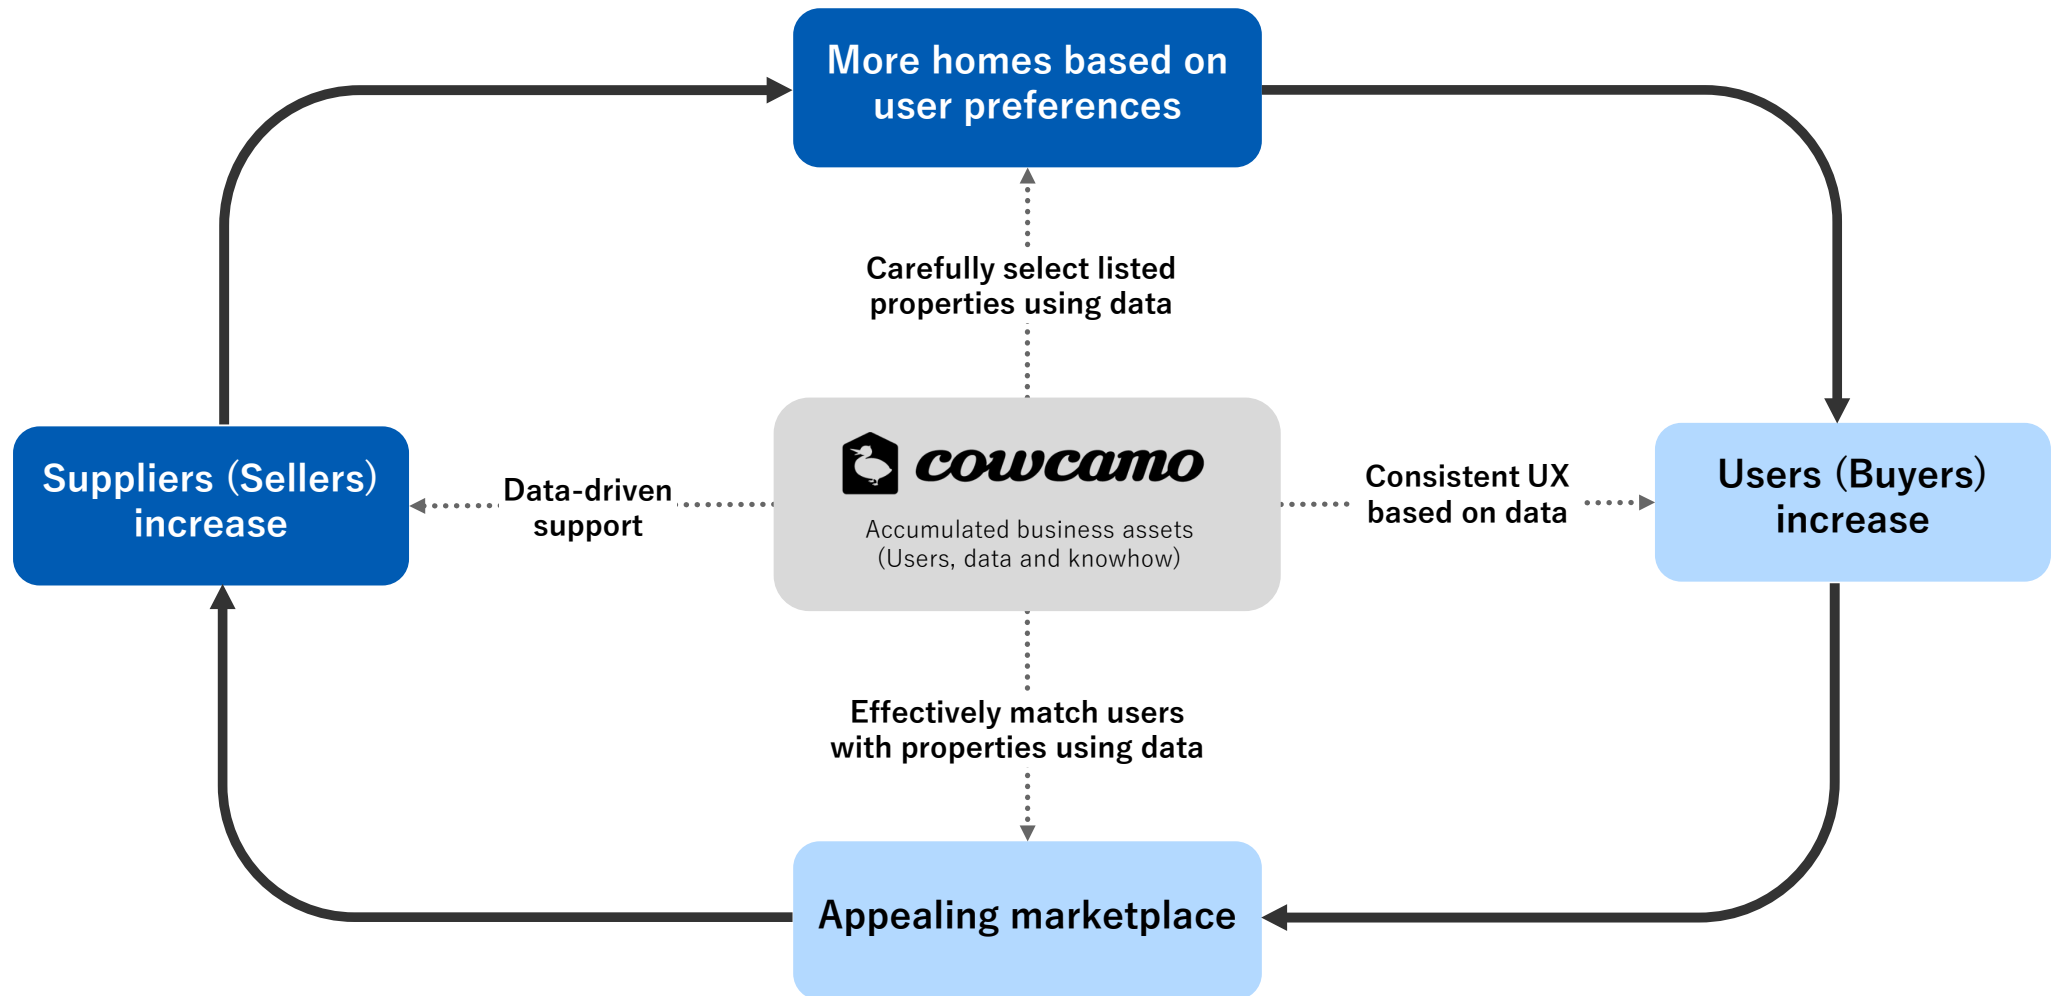 More homes based on
user preferences
Carefully select listed
properties using data
Suppliers (Sellers)
increase
Data-driven
support
cowcamo
Accumulated business assets
(Users, data and knowhow)
Consistent UX
based on data
Users (Buyers)
increase
Effectively match users
with properties using data
Appealing marketplace